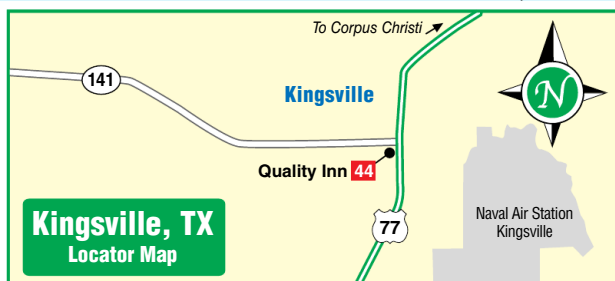 To Corpus Christi
141
Kingsville
N
Quality Inn 44
Naval Air Station
Kingsville
77
Kingsville, TX
Locator Map